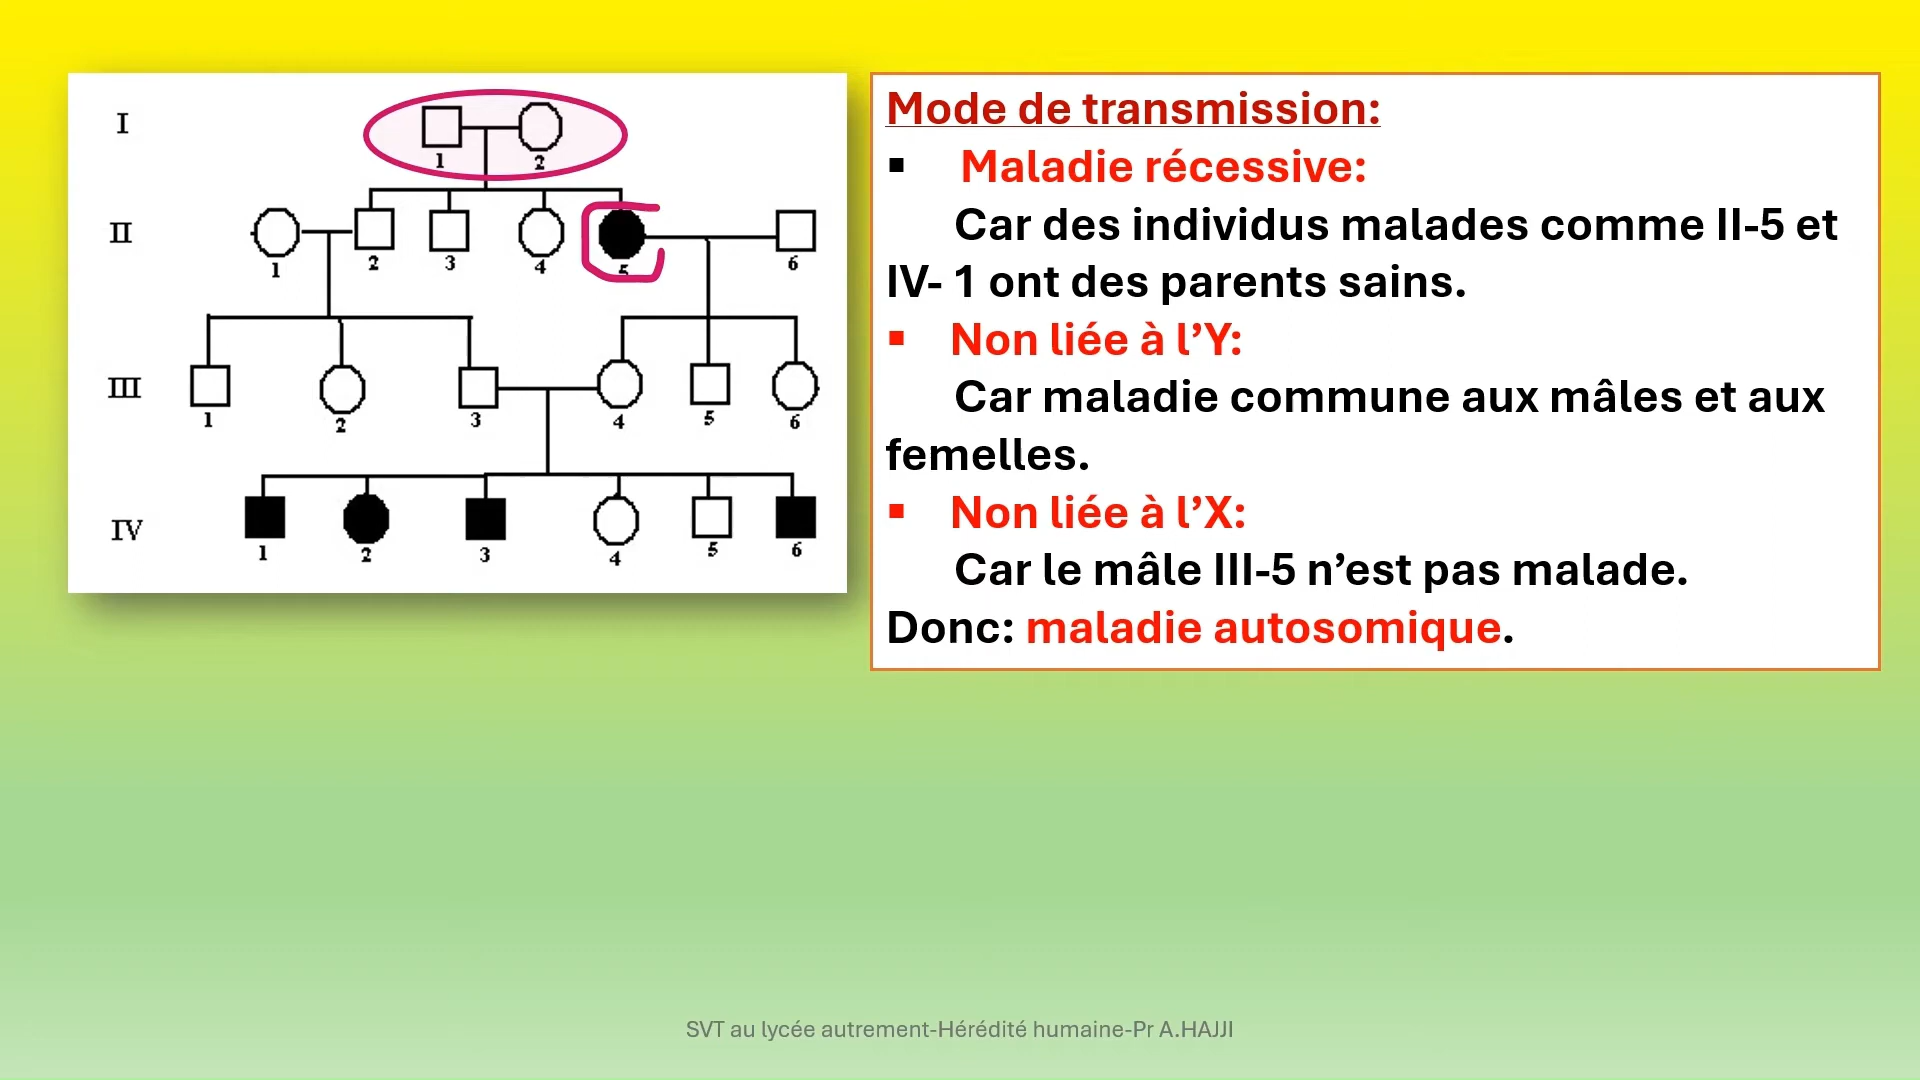 I
1 2
II
1 2 3 4 5 6
III
1 2 3 4 5 6
IV
1 2 3 4 5 6
Mode de transmission:
▪ Maladie récessive:
Car des individus malades comme II-5 et
IV- 1 ont des parents sains.
▪ Non liée à l’Y:
Car maladie commune aux mâles et aux
femelles.
▪ Non liée à l’X:
Car le mâle III-5 n’est pas malade.
Donc: maladie autosomique.
SVT au lycée autrement-Hérédité humaine-Pr A.HAJJI